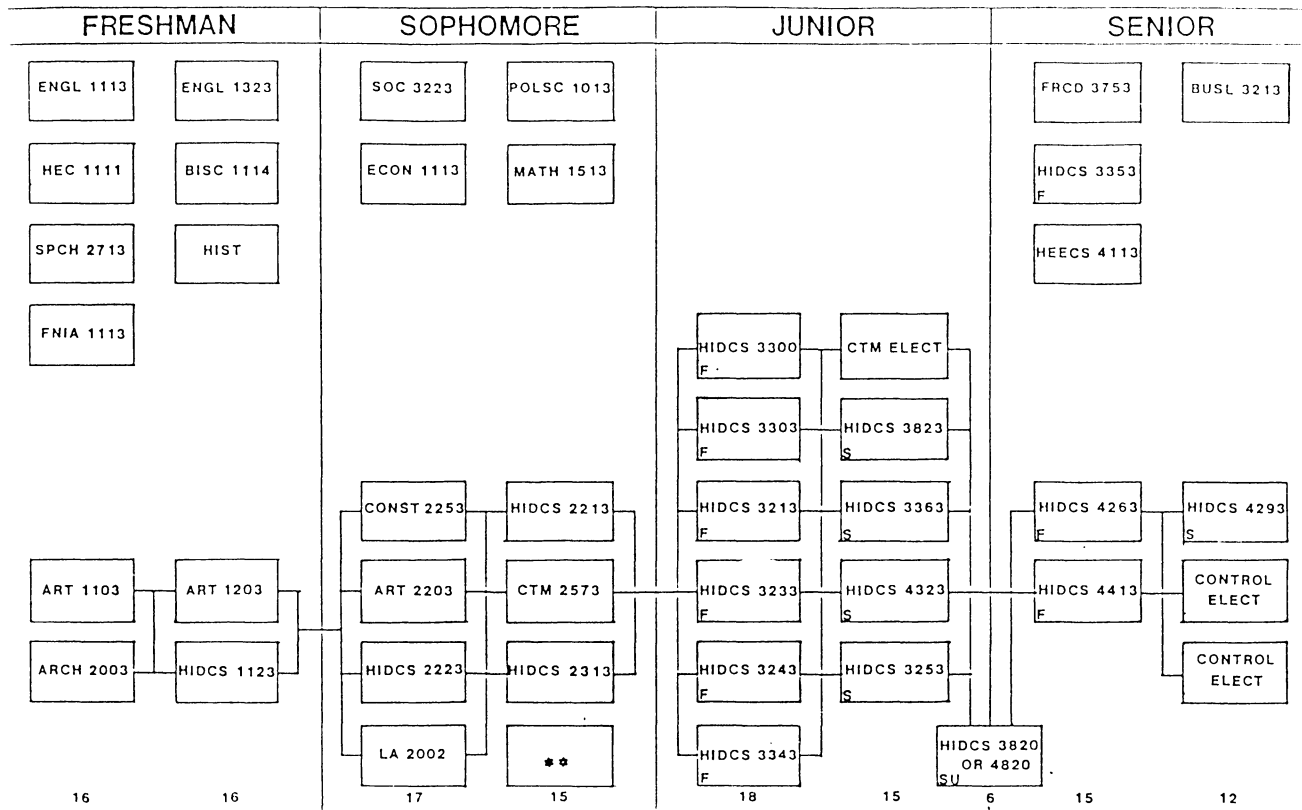 FRESHMAN
SOPHOMORE
JUNIOR
SENIOR
ENGL 1113
ENGL 1323
SOC 3223
POLSC 1013
FRCD 3753
BUSL 3213
HEC 1111
BISC 1114
ECON 1113
MATH 1513
HIDCS 3353
F
SPCH 2713
HIST
HEECS 4113
FNIA 1113
HIDCS 3300
F
CTM ELECT
HIDCS 3303
F
HIDCS 3823
S
CONST 2253
HIDCS 2213
HIDCS 3213
F
HIDCS 3363
S
HIDCS 4263
F
HIDCS 4293
S
ART 1103
ART 1203
ART 2203
CTM 2573
HIDCS 3233
F
HIDCS 4323
S
HIDCS 4413
F
CONTROL
ELECT
ARCH 2003
HIDCS 1123
HIDCS 2223
HIDCS 2313
HIDCS 3243
F
HIDCS 3253
S
CONTROL
ELECT
LA 2002
**
HIDCS 3343
F
HIDCS 3820
OR 4820
SU
16
16
17
15
18
15
6
15
12